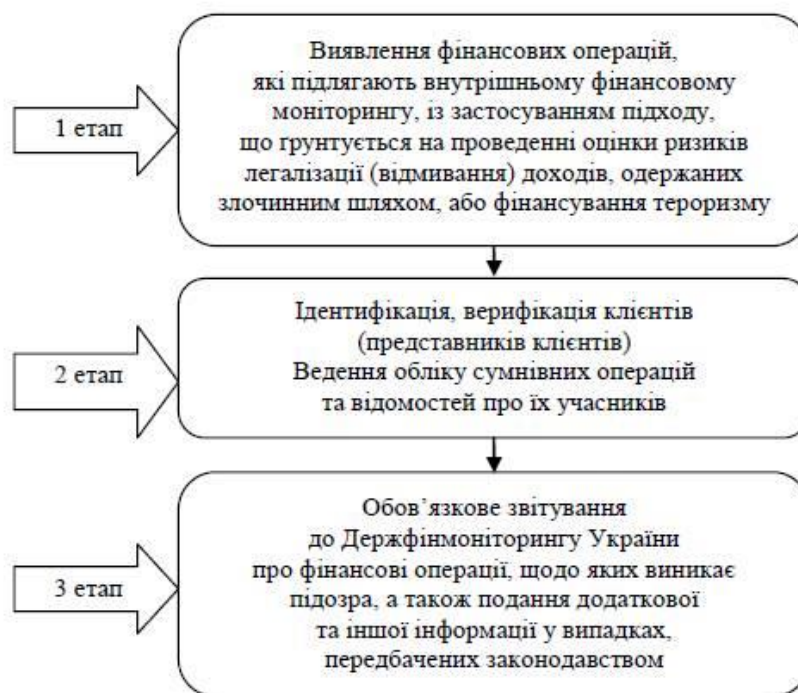 1 етап
Виявлення фінансових операцій,
які підлягають внутрішньому фінансовому
моніторингу, із застосуванням підходу,
що ґрунтується на проведенні оцінки ризиків
легалізації (відмивання) доходів, одержаних
злочинним шляхом, або фінансування тероризму
2 етап
Ідентифікація, верифікація клієнтів
(представників клієнтів)
Ведення обліку сумнівних операцій
та відомостей про їх учасників
3 етап
Обов’язкове звітування
до Держфінмоніторингу України
про фінансові операції, щодо яких виникає
підозра, а також подання додаткової
та іншої інформації у випадках,
передбачених законодавством